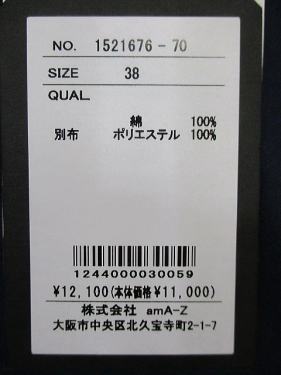 NO. 1521676-70
SIZE 38
QUAL.
綿 100%
別布 ポリエステル 100%
1244000030059
¥12,100(本体価格¥11,000)
株式会社 amA-Z
大阪市中央区北久宝寺町2-1-7